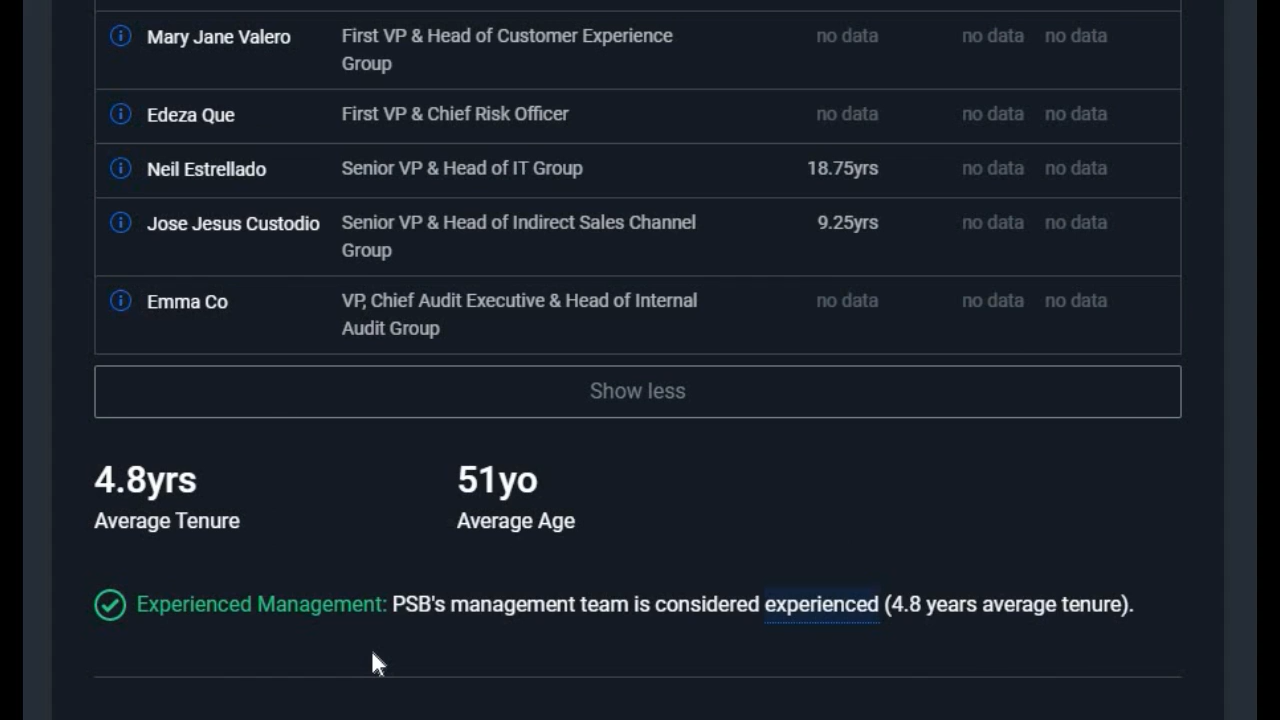 Mary Jane Valero First VP & Head of Customer Experience Group no data no data no data
Edeza Que First VP & Chief Risk Officer no data no data no data
Neil Estrellado Senior VP & Head of IT Group 18.75yrs no data no data
Jose Jesus Custodio Senior VP & Head of Indirect Sales Channel Group 9.25yrs no data no data
Emma Co VP, Chief Audit Executive & Head of Internal Audit Group no data no data no data
Show less
4.8yrs 51yo
Average Tenure Average Age
Experienced Management: PSB's management team is considered experienced (4.8 years average tenure).